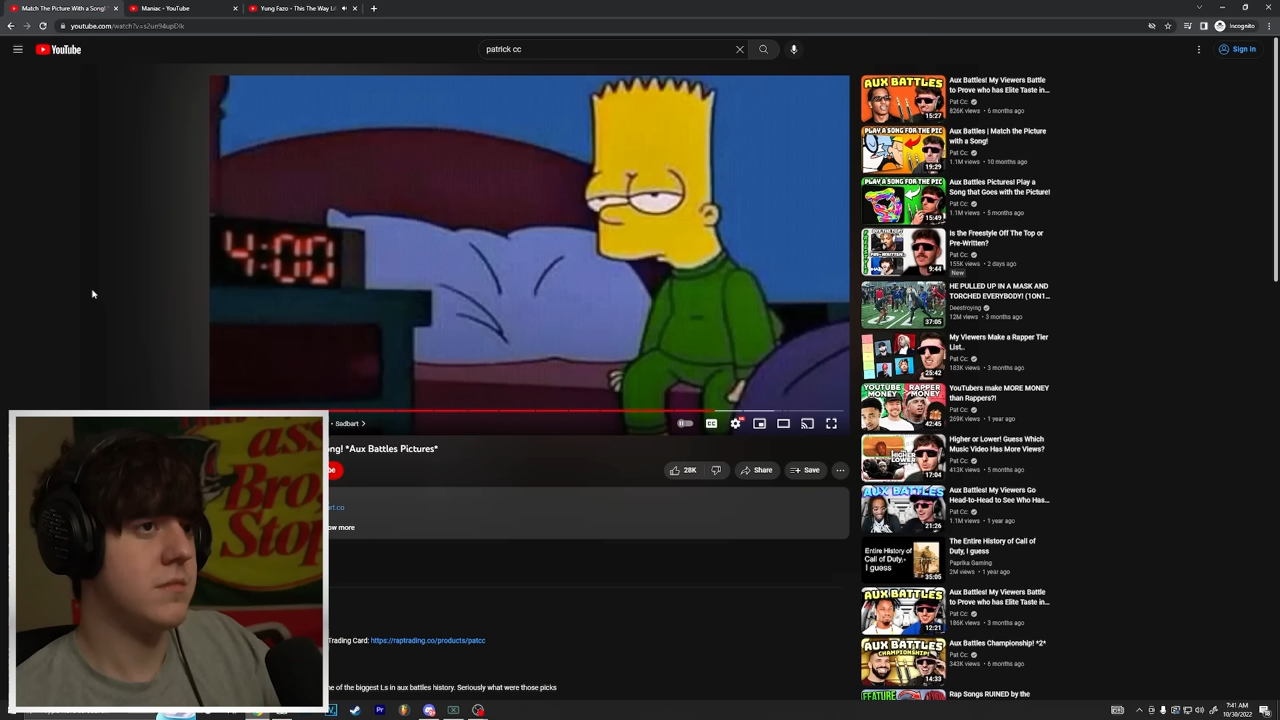 Match The Picture With a Song!
Maniac - YouTube
Yung Fazo - This The Way Li
youtube.com/watch?v=s2un94upDlk
Incognito
YouTube
patrick cc
Sign in
Sadbart
ng! *Aux Battles Pictures*
28K
Share
Save
rt.co
ow more
Trading Card: https://raptrading.co/products/patcc
ne of the biggest Ls in aux battles history. Seriously what were those picks
AUX BATTLES
15:27
Aux Battles! My Viewers Battle
to Prove who has Elite Taste in...
Pat Cc
826K views • 6 months ago
PLAY A SONG FOR THE PIC
19:29
Aux Battles | Match the Picture
with a Song!
Pat Cc
1.1M views • 10 months ago
PLAY A SONG FOR THE PIC
15:49
Aux Battles Pictures! Play a
Song that Goes with the Picture!
Pat Cc
1.1M views • 5 months ago
9:44
Is the Freestyle Off The Top or
Pre-Written?
Pat Cc
155K views • 2 days ago
New
37:05
HE PULLED UP IN A MASK AND
TORCHED EVERYBODY! (1ON1...
Deestroying
12M views • 3 months ago
25:42
My Viewers Make a Rapper Tier
List..
Pat Cc
183K views • 3 months ago
YOUTUBE MONEY
RAPPER MONEY
42:45
YouTubers make MORE MONEY
than Rappers?!
Pat Cc
269K views • 1 year ago
HIGHER LOWER
17:04
Higher or Lower! Guess Which
Music Video Has More Views?
Pat Cc
413K views • 5 months ago
AUX BATTLES
21:26
Aux Battles! My Viewers Go
Head-to-Head to See Who Has...
Pat Cc
1.1M views • 1 year ago
Entire History of
Call of Duty,
I guess
35:05
The Entire History of Call of
Duty, I guess
Paprika Gaming
2M views • 1 year ago
AUX BATTLES
12:21
Aux Battles! My Viewers Battle
to Prove who has Elite Taste in...
Pat Cc
186K views • 3 months ago
AUX BATTLES
CHAMPIONSHIP!
14:33
Aux Battles Championship! *2*
Pat Cc
343K views • 6 months ago
FEATURE
Rap Songs RUINED by the
7:41 AM
10/30/2022